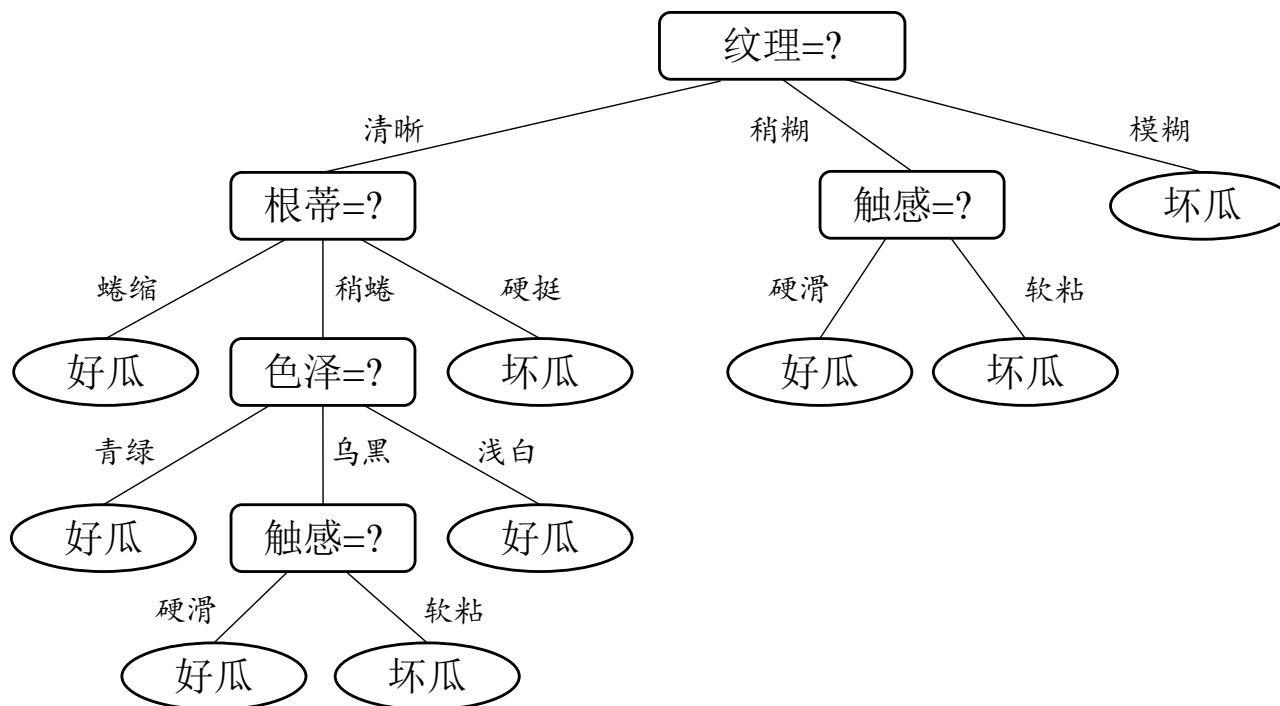 纹理=?
清晰
稍糊
模糊
根蒂=?
触感=?
坏瓜
蜷缩
稍蜷
硬挺
硬滑
软粘
好瓜
色泽=?
坏瓜
好瓜
坏瓜
青绿
乌黑
浅白
好瓜
触感=?
好瓜
硬滑
软粘
好瓜
坏瓜